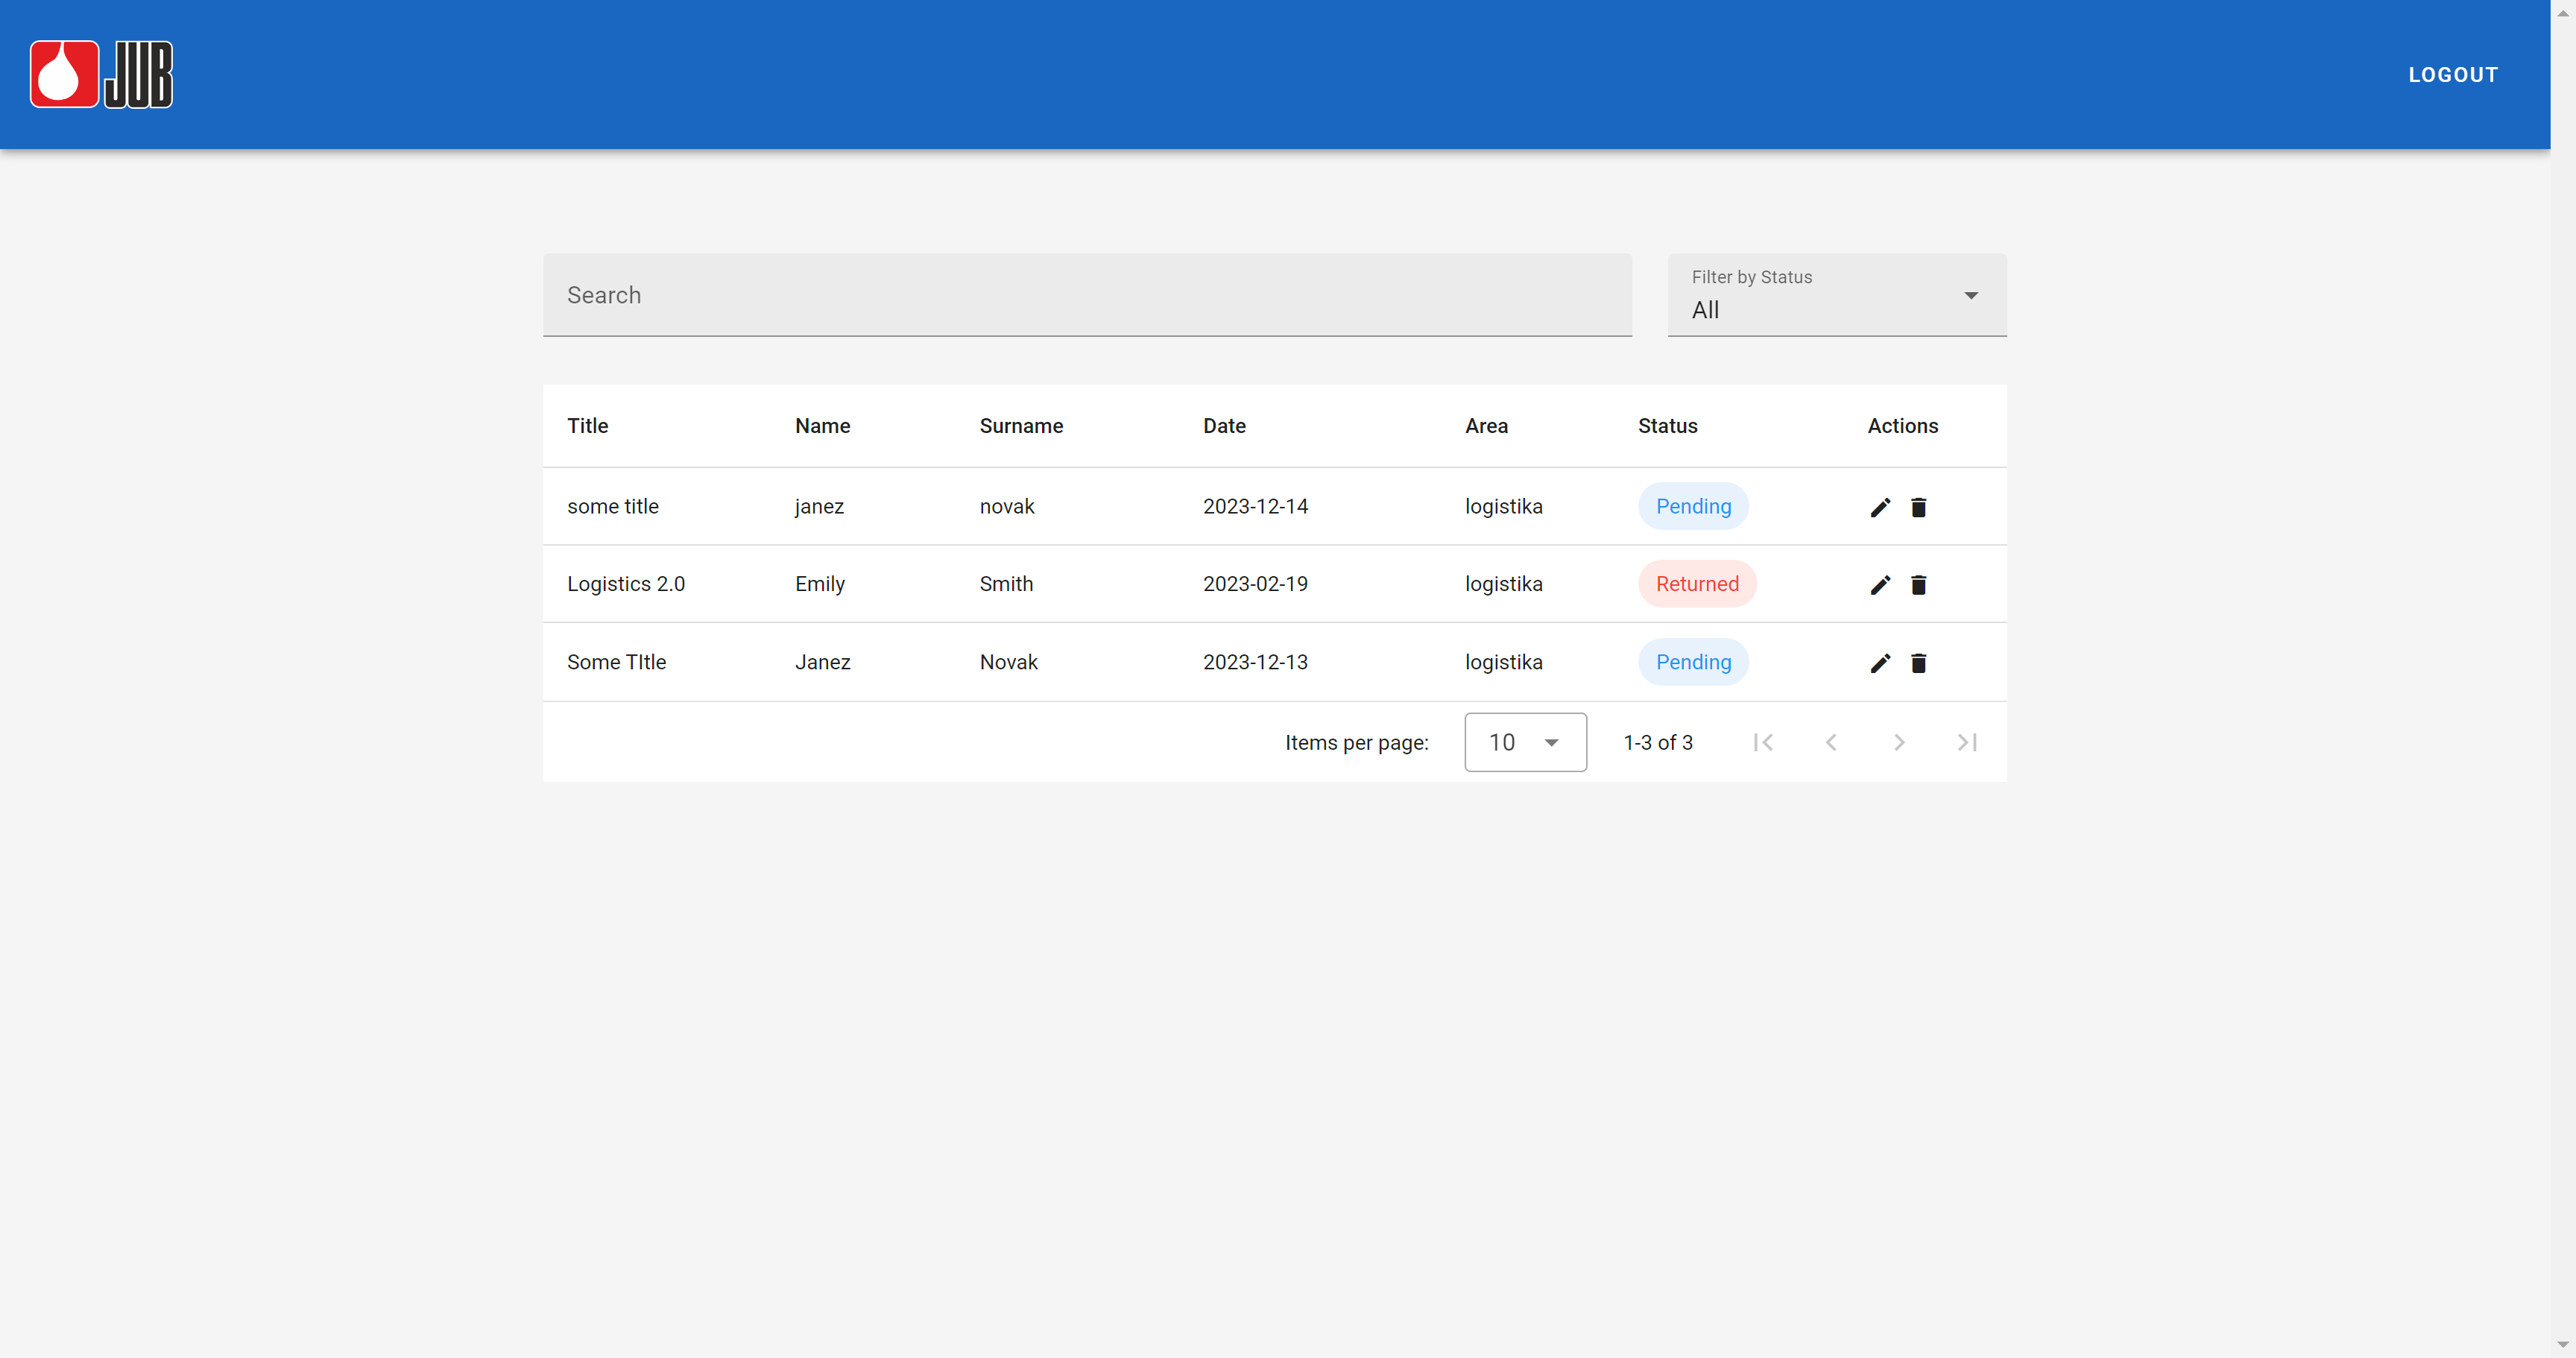 JUB
LOGOUT
Search
Filter by Status
All
Title Name Surname Date Area Status Actions
some title janez novak 2023-12-14 logistika Pending
Logistics 2.0 Emily Smith 2023-02-19 logistika Returned
Some TItle Janez Novak 2023-12-13 logistika Pending
Items per page: 10 1-3 of 3